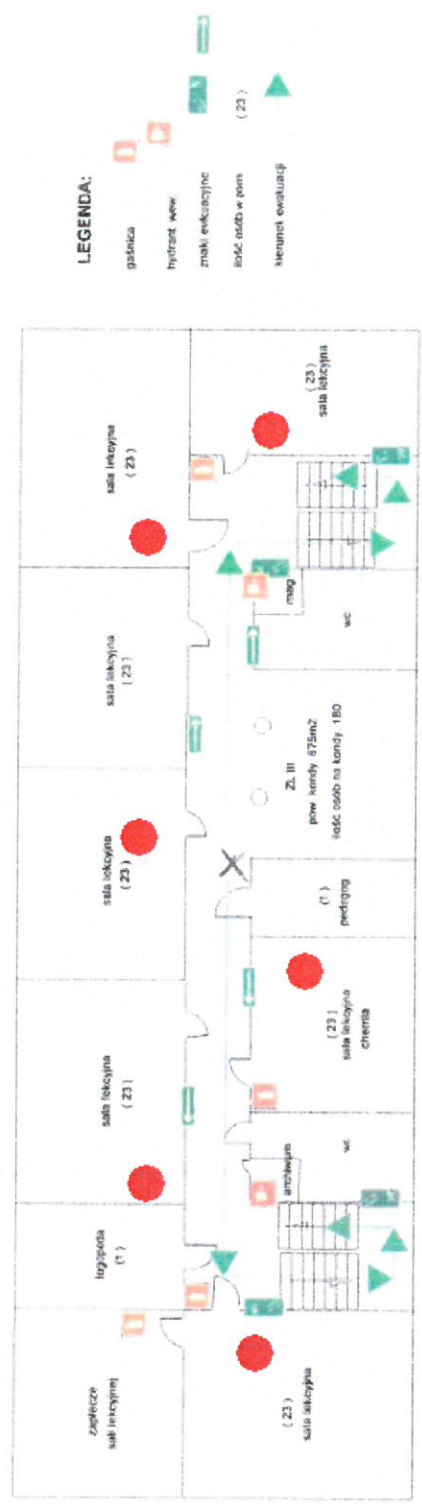 LEGENDA:
gaśnica
hydrant wew.
znaki ewkuacyjne
ilość osób w pom
( 23 )
kierunek ewakuacji
sala lekcyjna
( 23 )
( 23 )
sala lekcyjna
sala lekcyjna
( 23 )
mag.
wc
sala lekcyjna
( 23 )
ZL III
pow kondy 675m2
ilość osób na kondy. 180
(1)
pedagog
sala lekcyjna
( 23 )
( 23 )
sala lekcyjna
chemia
archiwum
wc
logopeda
(1)
zaplecze
sali lekcyjnej
( 23 )
sala lekcyjna